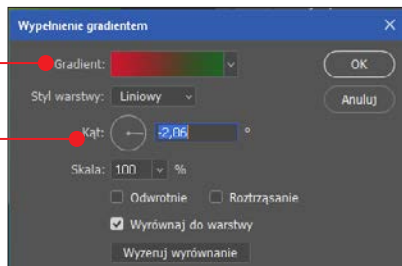 Wypełnienie gradientem
Gradient:
OK
Styl warstwy: Liniowy
Anuluj
Kąt: -2,06 °
Skala: 100 %
Odwrotnie Roztrząsanie
Wyrównaj do warstwy
Wyzeruj wyrównanie